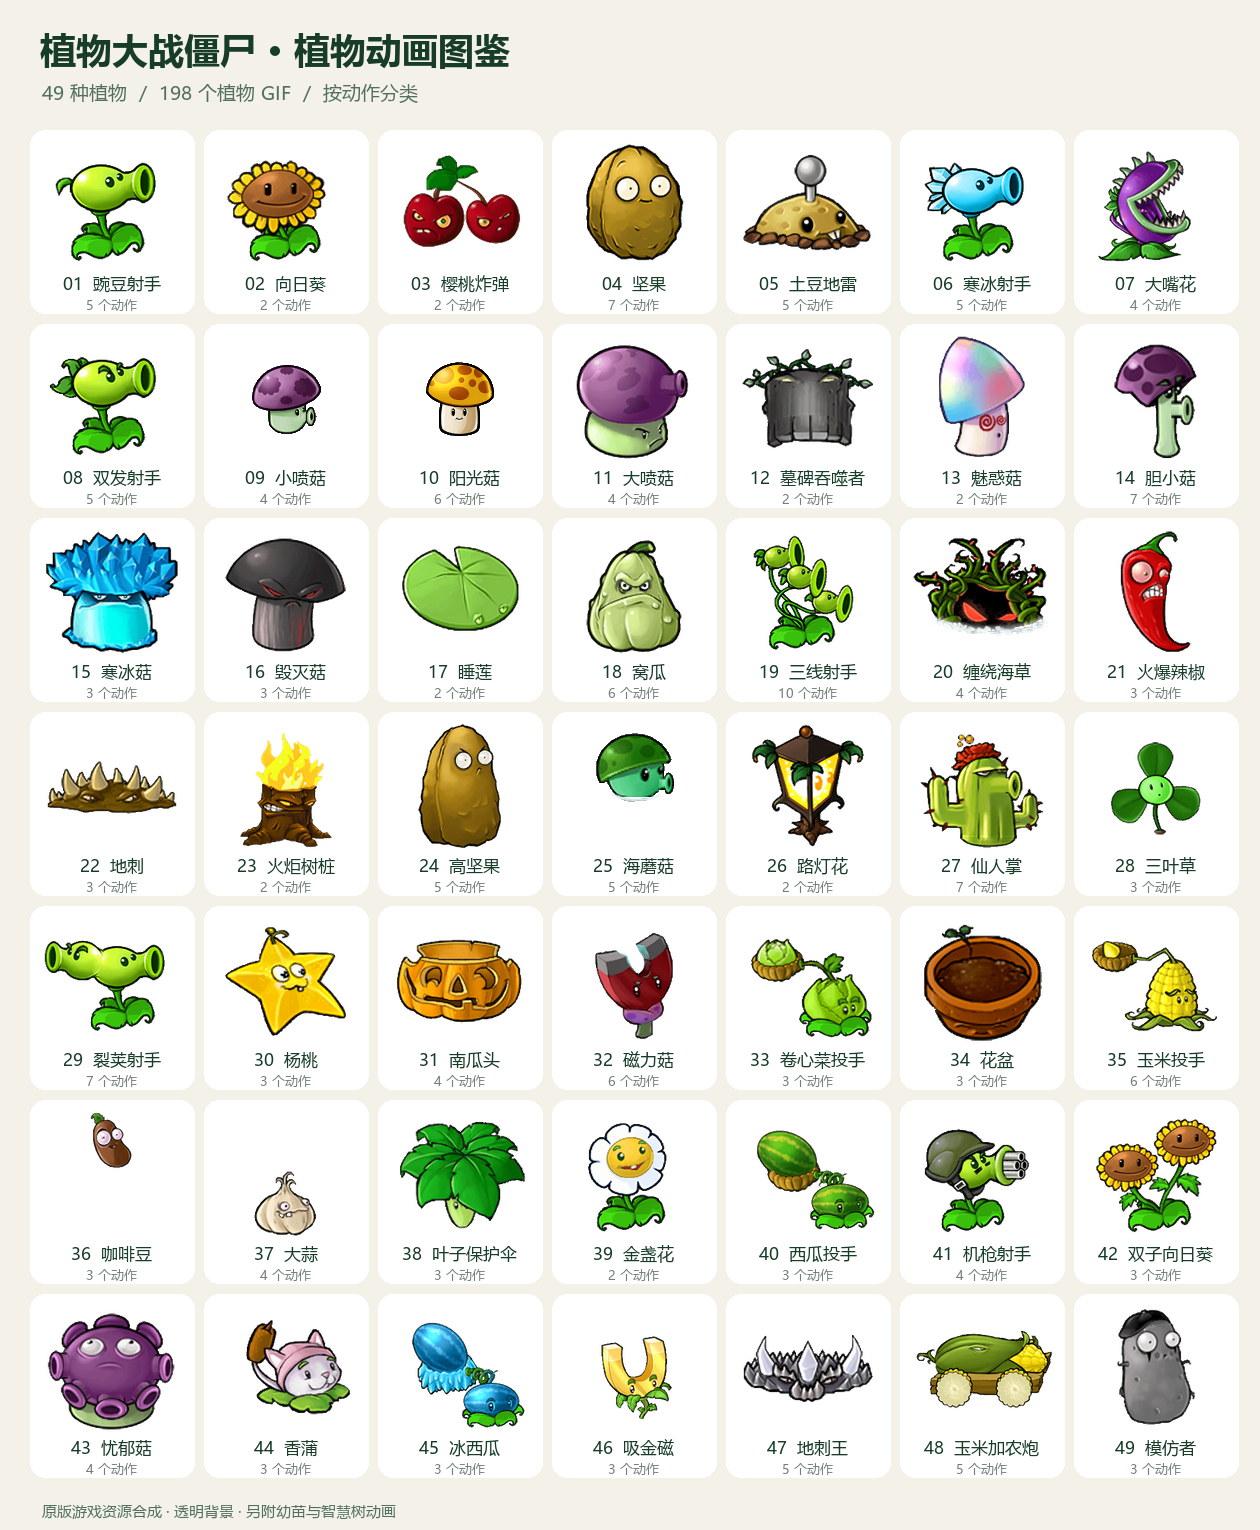 植物大战僵尸 · 植物动画图鉴
49 种植物 / 198 个植物 GIF / 按动作分类
01 豌豆射手
5 个动作
02 向日葵
2 个动作
03 樱桃炸弹
2 个动作
04 坚果
7 个动作
05 土豆地雷
5 个动作
06 寒冰射手
5 个动作
07 大嘴花
4 个动作
08 双发射手
5 个动作
09 小喷菇
4 个动作
10 阳光菇
6 个动作
11 大喷菇
4 个动作
12 墓碑吞噬者
2 个动作
13 魅惑菇
2 个动作
14 胆小菇
7 个动作
15 寒冰菇
3 个动作
16 毁灭菇
3 个动作
17 睡莲
2 个动作
18 窝瓜
6 个动作
19 三线射手
10 个动作
20 缠绕海草
4 个动作
21 火爆辣椒
3 个动作
22 地刺
3 个动作
23 火炬树桩
2 个动作
24 高坚果
5 个动作
25 海蘑菇
5 个动作
26 路灯花
2 个动作
27 仙人掌
7 个动作
28 三叶草
3 个动作
29 裂荚射手
7 个动作
30 杨桃
3 个动作
31 南瓜头
4 个动作
32 磁力菇
6 个动作
33 卷心菜投手
3 个动作
34 花盆
3 个动作
35 玉米投手
6 个动作
36 咖啡豆
3 个动作
37 大蒜
4 个动作
38 叶子保护伞
3 个动作
39 金盏花
2 个动作
40 西瓜投手
3 个动作
41 机枪射手
4 个动作
42 双子向日葵
3 个动作
43 忧郁菇
4 个动作
44 香蒲
3 个动作
45 冰西瓜
3 个动作
46 吸金磁
3 个动作
47 地刺王
5 个动作
48 玉米加农炮
5 个动作
49 模仿者
3 个动作
原版游戏资源合成 · 透明背景 · 另附幼苗与智慧树动画